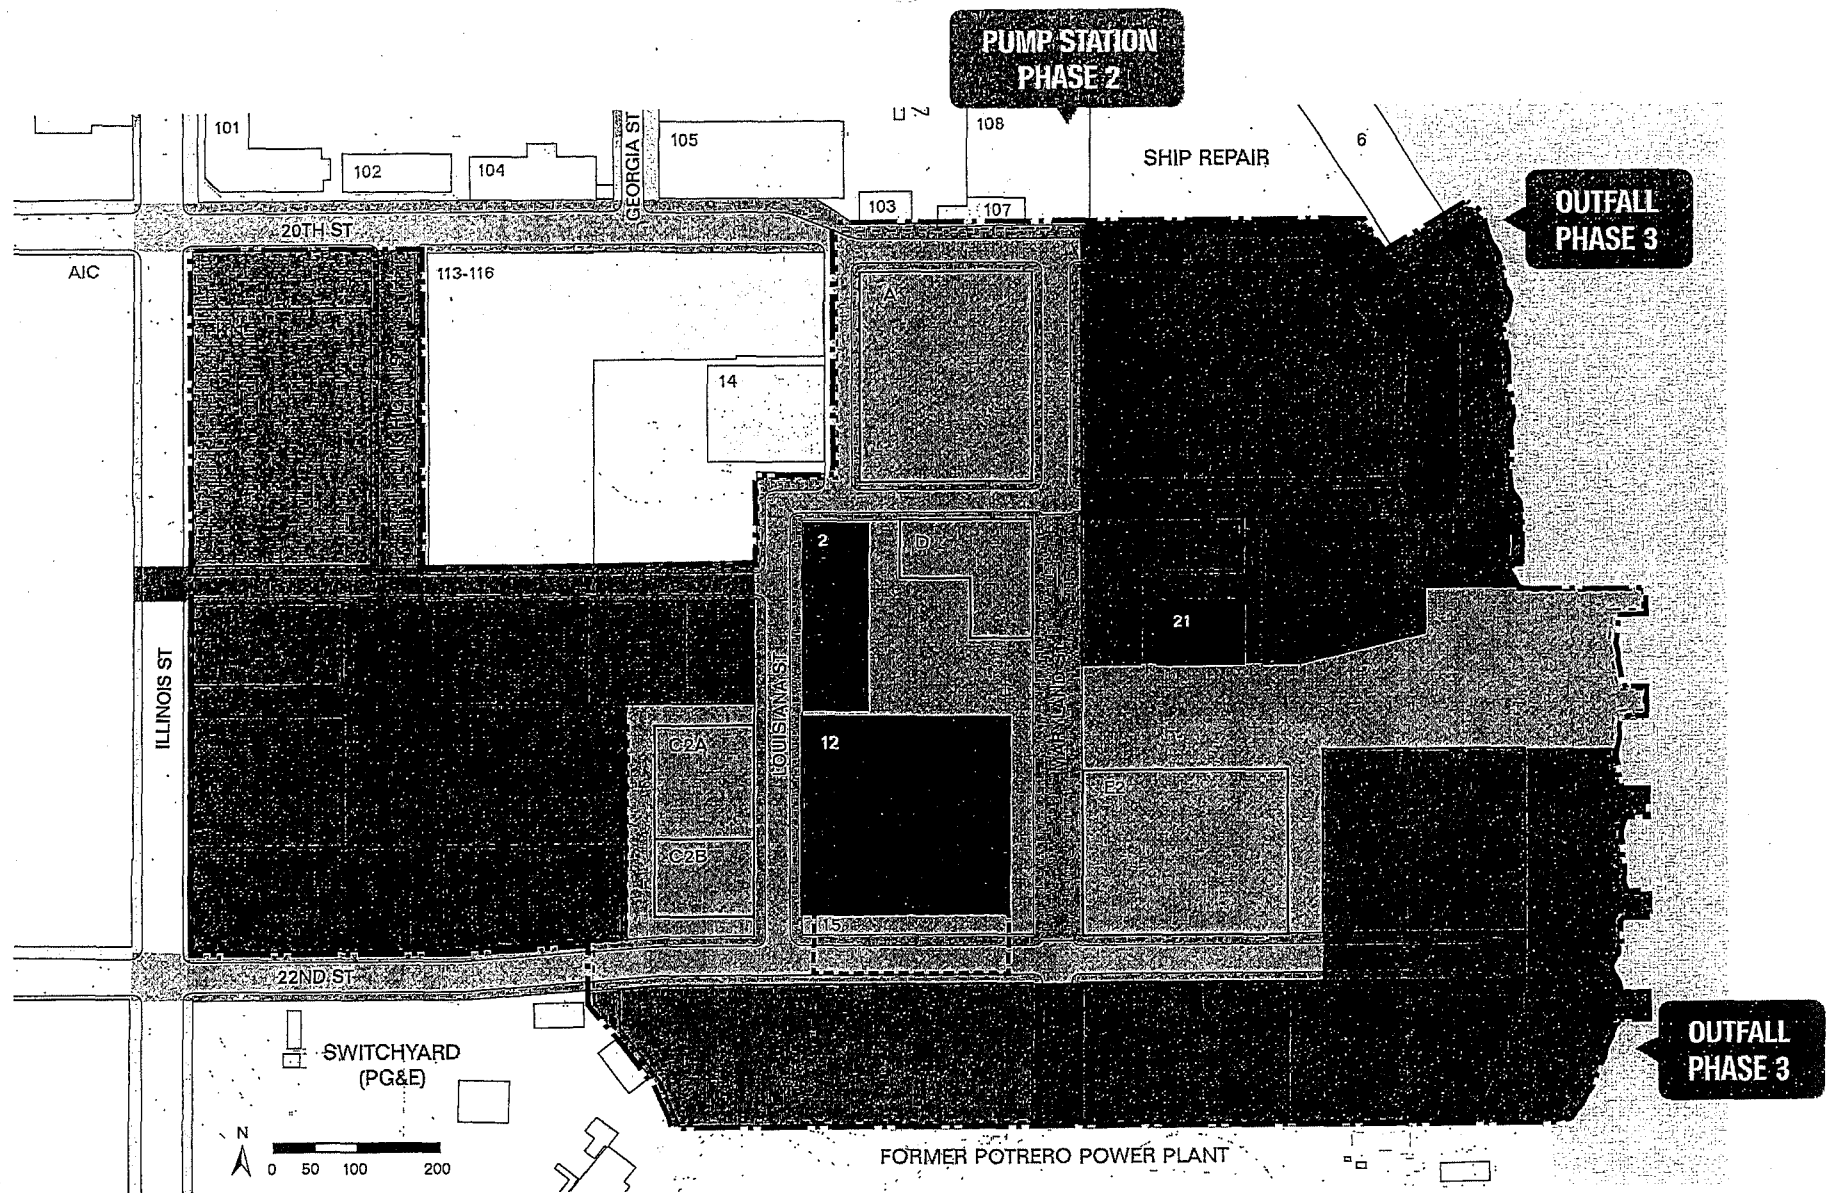 PUMP STATION
PHASE 2
101
102
104
GEORGIA ST
105
108
SHIP REPAIR
6
103
107
OUTFALL
PHASE 3
20TH ST
AIC
113-116
A
14
2
D
21
ILLINOIS ST
LOUISIANA ST
MARYLAND ST
C2A
12
E2
C2B
15
22ND ST
SWITCHYARD
(PG&E)
OUTFALL
PHASE 3
N
0 50 100 200
FORMER POTRERO POWER PLANT